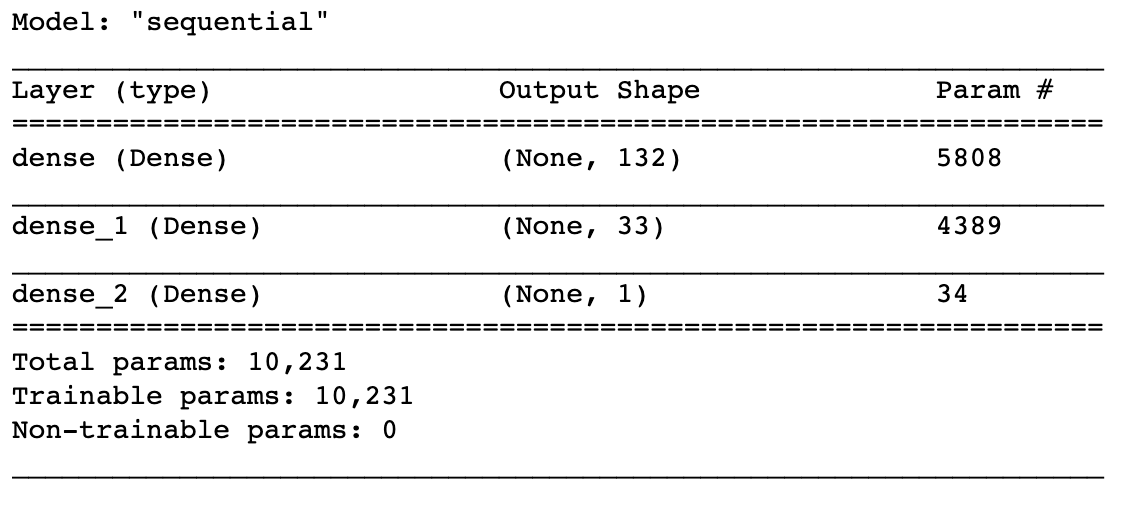 Model: "sequential"
Layer (type) Output Shape Param #
dense (Dense) (None, 132) 5808
dense_1 (Dense) (None, 33) 4389
dense_2 (Dense) (None, 1) 34
Total params: 10,231
Trainable params: 10,231
Non-trainable params: 0